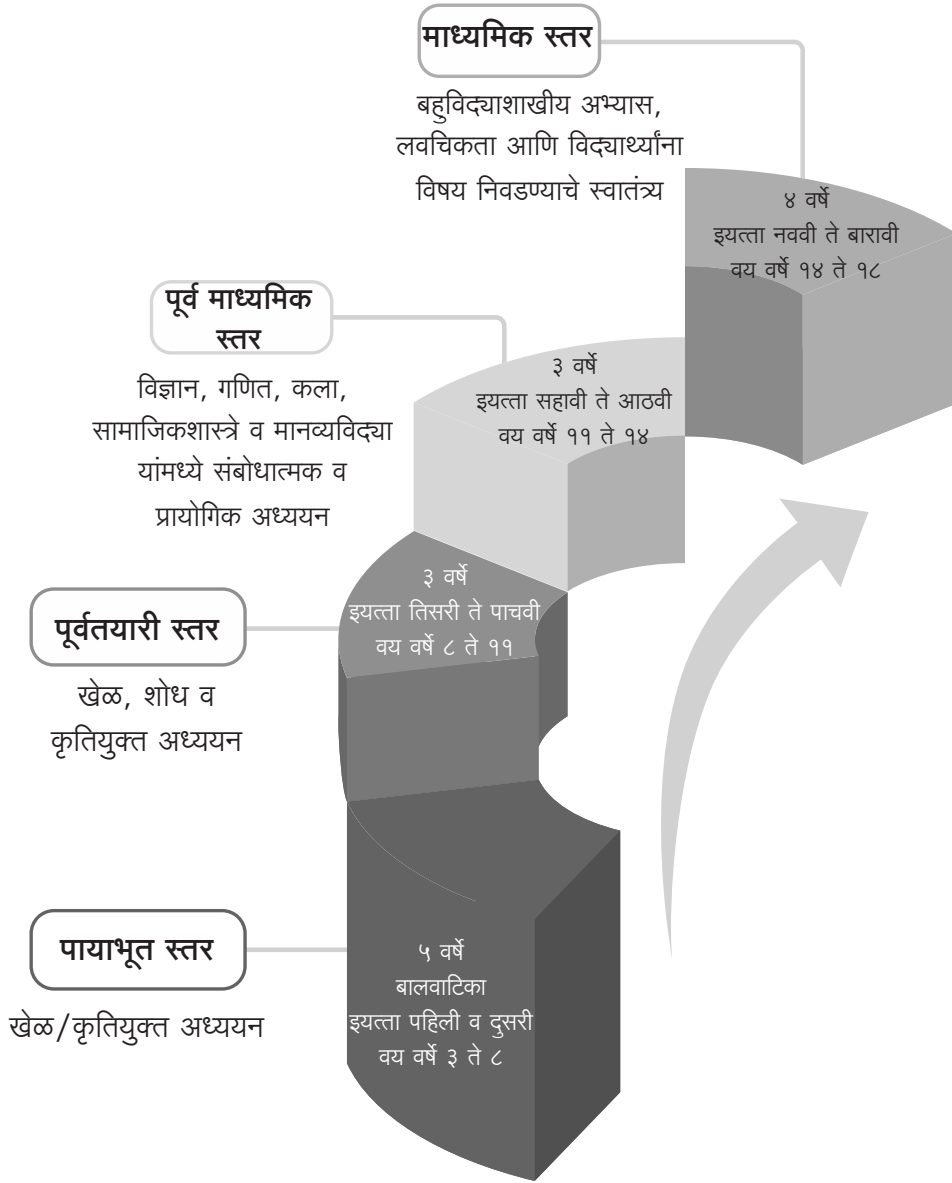 माध्यमिक स्तर
बहुविद्याशाखीय अभ्यास,
लवचिकता आणि विद्यार्थ्यांना
विषय निवडण्याचे स्वातंत्र्य
४ वर्षे
इयत्ता नववी ते बारावी
वय वर्षे १४ ते १८
पूर्व माध्यमिक
स्तर
विज्ञान, गणित, कला,
सामाजिकशास्त्रे व मानव्यविद्या
यांमध्ये संबोधात्मक व
प्रायोगिक अध्ययन
३ वर्षे
इयत्ता सहावी ते आठवी
वय वर्षे ११ ते १४
पूर्वतयारी स्तर
खेळ, शोध व
कृतियुक्त अध्ययन
३ वर्षे
इयत्ता तिसरी ते पाचवी
वय वर्षे ८ ते ११
पायाभूत स्तर
खेळ/कृतियुक्त अध्ययन
५ वर्षे
बालवाटिका
इयत्ता पहिली व दुसरी
वय वर्षे ३ ते ८